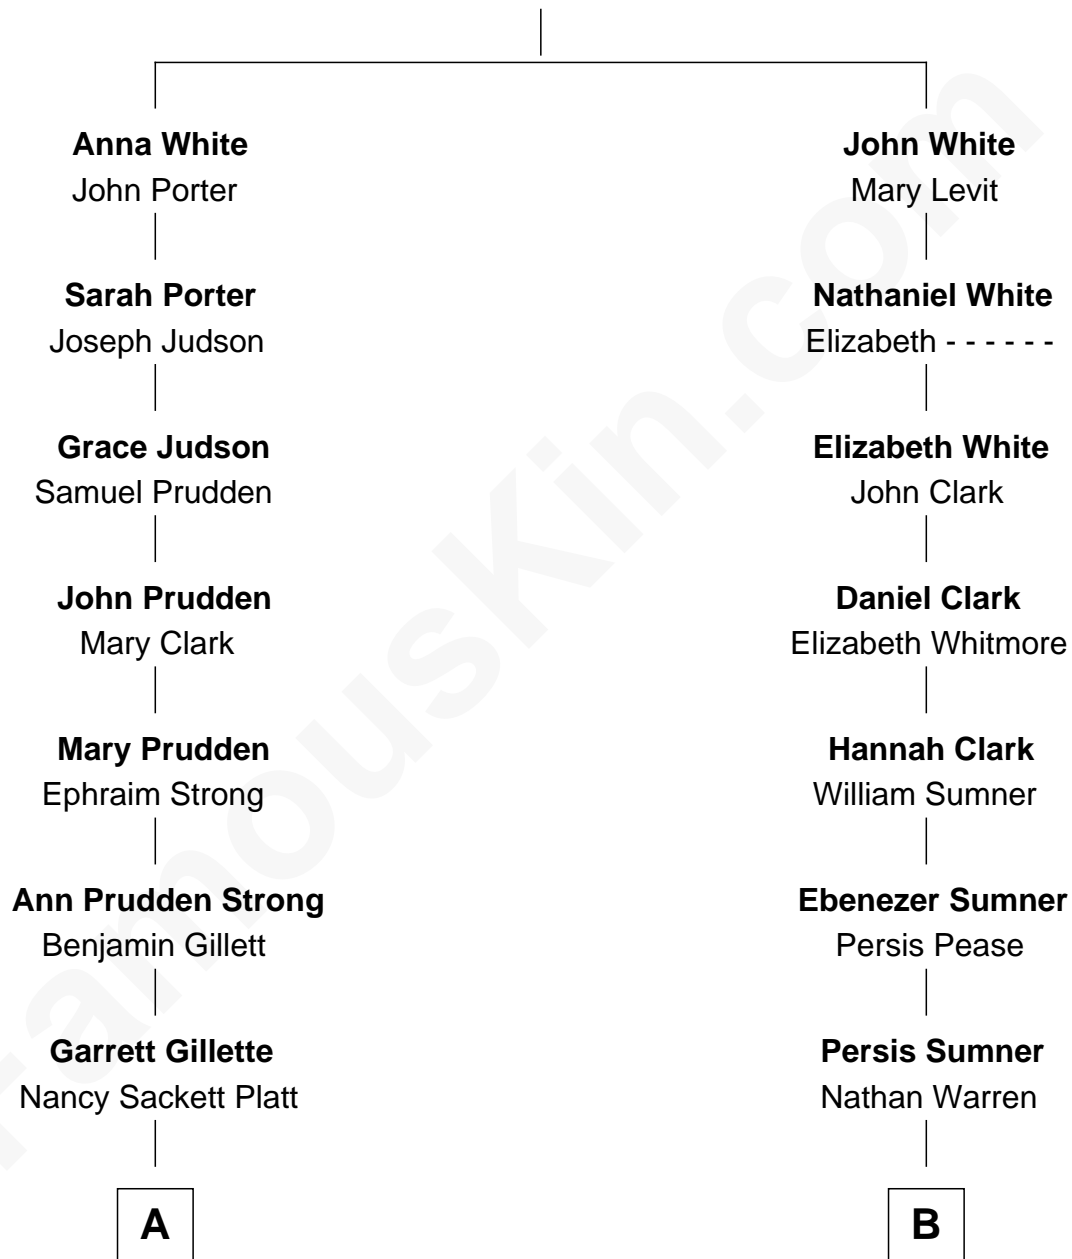 Anna White
John Porter
Sarah Porter
Joseph Judson
Grace Judson
Samuel Prudden
John Prudden
Mary Clark
Mary Prudden
Ephraim Strong
Ann Prudden Strong
Benjamin Gillett
Garrett Gillette
Nancy Sackett Platt
A
John White
Mary Levit
Nathaniel White
Elizabeth - - - - - -
Elizabeth White
John Clark
Daniel Clark
Elizabeth Whitmore
Hannah Clark
William Sumner
Ebenezer Sumner
Persis Pease
Persis Sumner
Nathan Warren
B
FamousKin.com